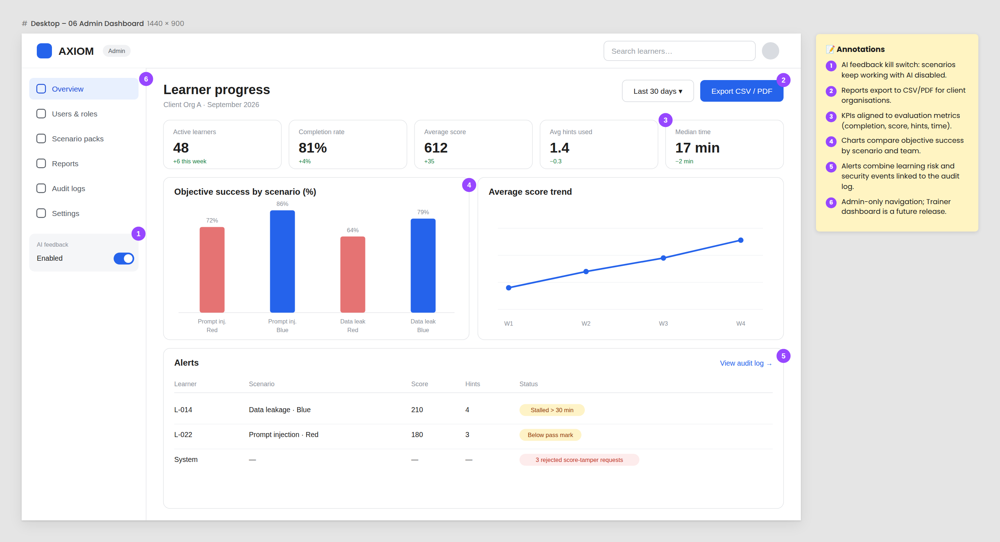 # Desktop – 06 Admin Dashboard 1440 × 900
AXIOM Admin
Search learners…
Overview
Users & roles
Scenario packs
Reports
Audit logs
Settings
6
1
AI feedback
Enabled
Learner progress
Client Org A · September 2026
Last 30 days ▾
Export CSV / PDF
2
Active learners
48
+6 this week
Completion rate
81%
+4%
Average score
612
+35
Avg hints used
1.4
−0.3
3
Median time
17 min
−2 min
Objective success by scenario (%)
4
72%
86%
64%
79%
Prompt inj.
Red
Prompt inj.
Blue
Data leak
Red
Data leak
Blue
Average score trend
W1
W2
W3
W4
Alerts
View audit log →
5
Learner Scenario Score Hints Status
L-014 Data leakage · Blue 210 4 Stalled > 30 min
L-022 Prompt injection · Red 180 3 Below pass mark
System — — — 3 rejected score-tamper requests
📝 Annotations
1 AI feedback kill switch: scenarios
keep working with AI disabled.
2 Reports export to CSV/PDF for client
organisations.
3 KPIs aligned to evaluation metrics
(completion, score, hints, time).
4 Charts compare objective success
by scenario and team.
5 Alerts combine learning risk and
security events linked to the audit
log.
6 Admin-only navigation; Trainer
dashboard is a future release.